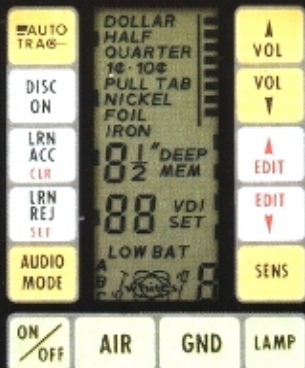 AUTO
TRAC
DISC
ON
LRN
ACC
CLR
LRN
REJ
SET
AUDIO
MODE
DOLLAR
HALF
QUARTER
1¢·10¢
PULL TAB
NICKEL
FOIL
IRON
8 1/2" DEEP
MEM
88 VDI
SET
LOW BAT
A
B
C
White's
VOL
VOL
EDIT
EDIT
SENS
ON/OFF
AIR
GND
LAMP